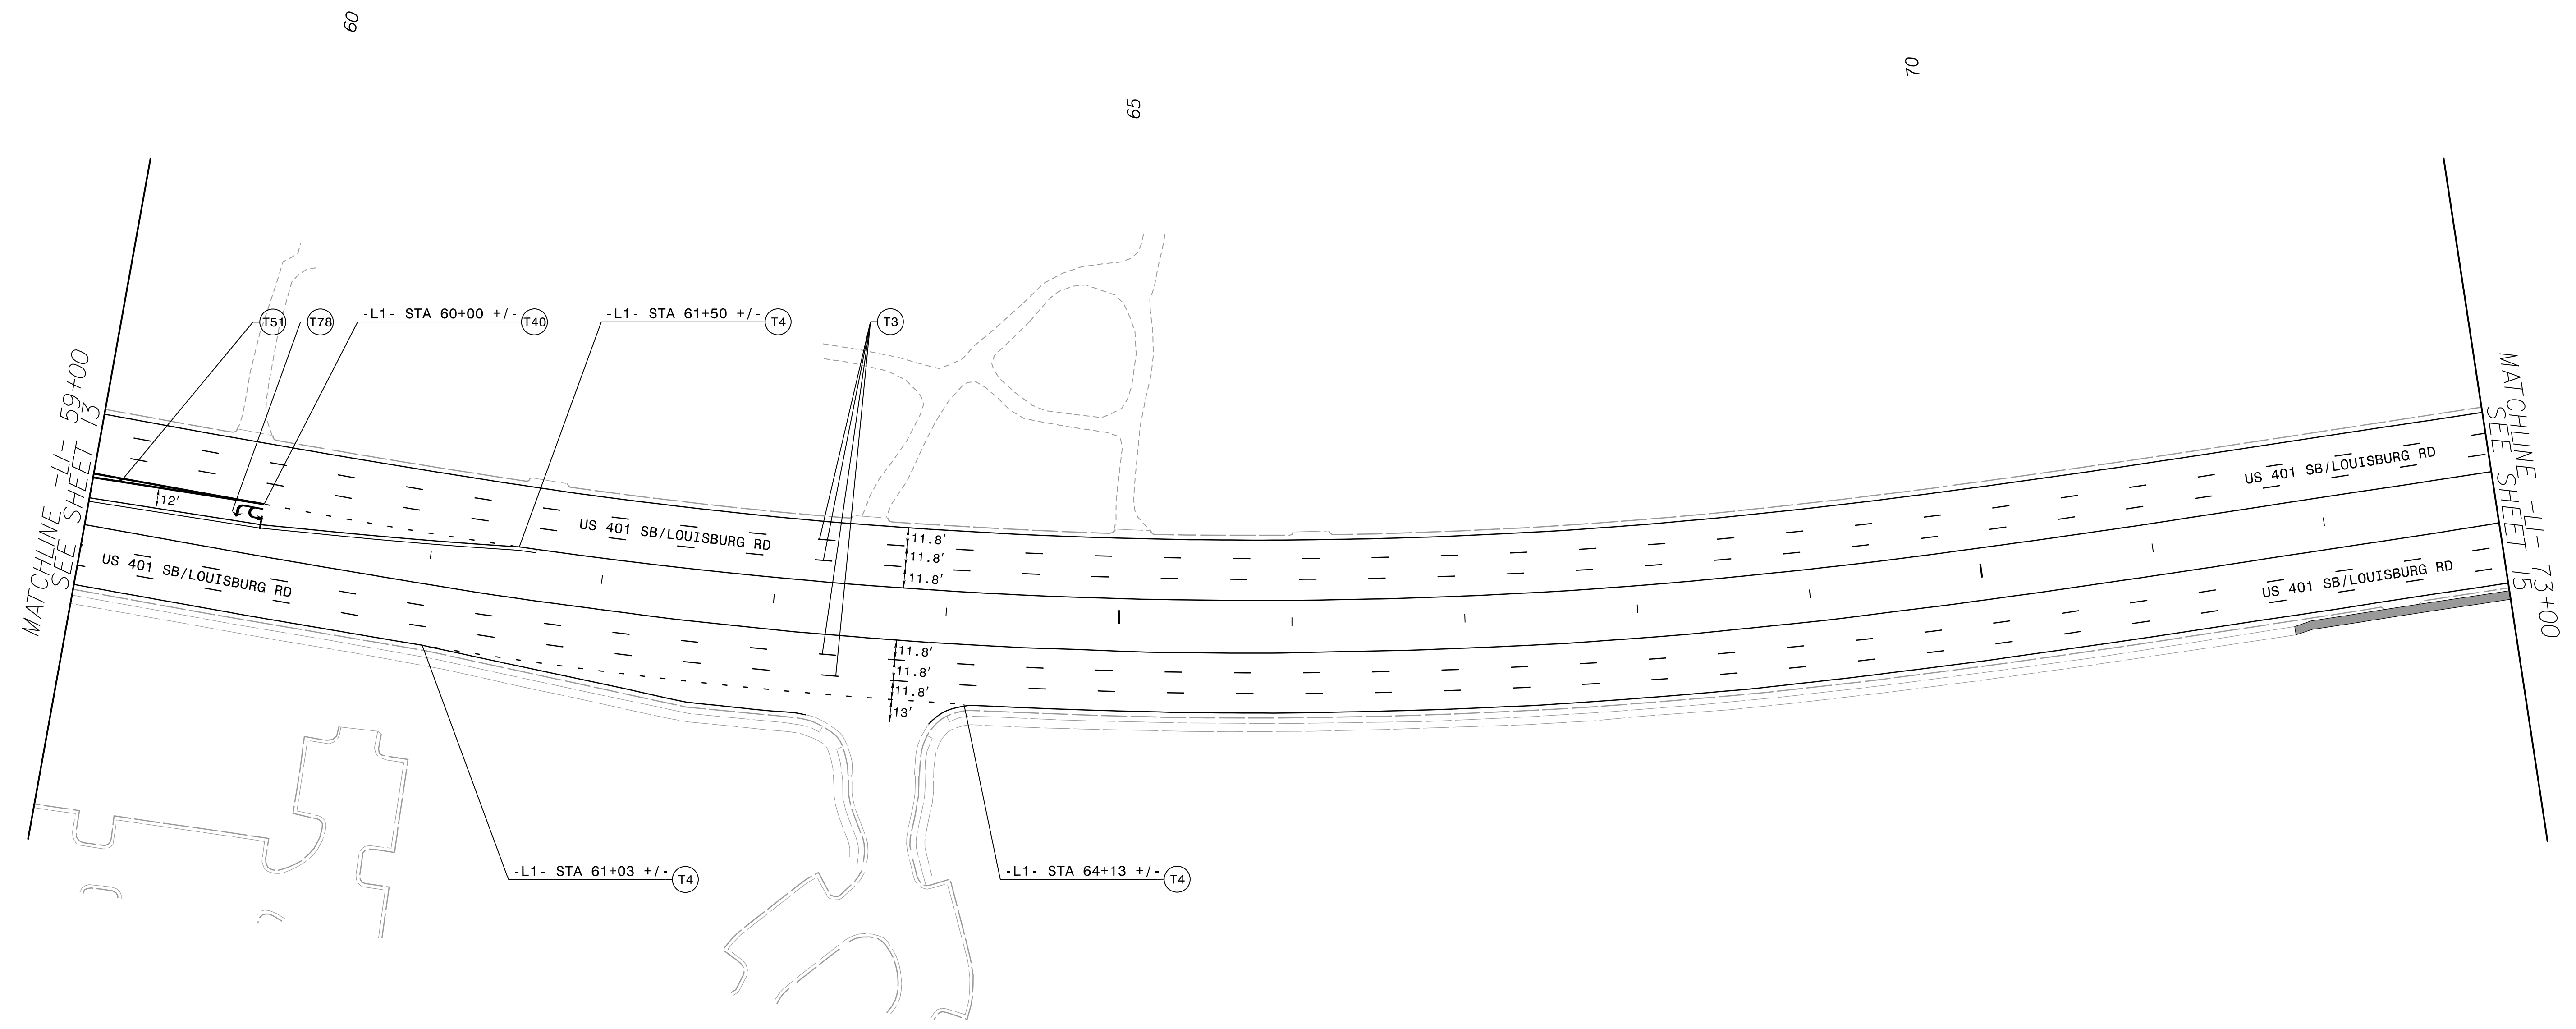 60
65
70
T51
T78
-L1- STA 60+00 +/- T40
-L1- STA 61+50 +/- T4
T3
MATCHLINE -L1- 59+00
SEE SHEET 13
12'
US 401 SB/LOUISBURG RD
US 401 SB/LOUISBURG RD
11.8'
11.8'
11.8'
US 401 SB/LOUISBURG RD
MATCHLINE -L1- 73+00
SEE SHEET 15
US 401 SB/LOUISBURG RD
11.8'
11.8'
11.8'
13'
-L1- STA 61+03 +/- T4
-L1- STA 64+13 +/- T4